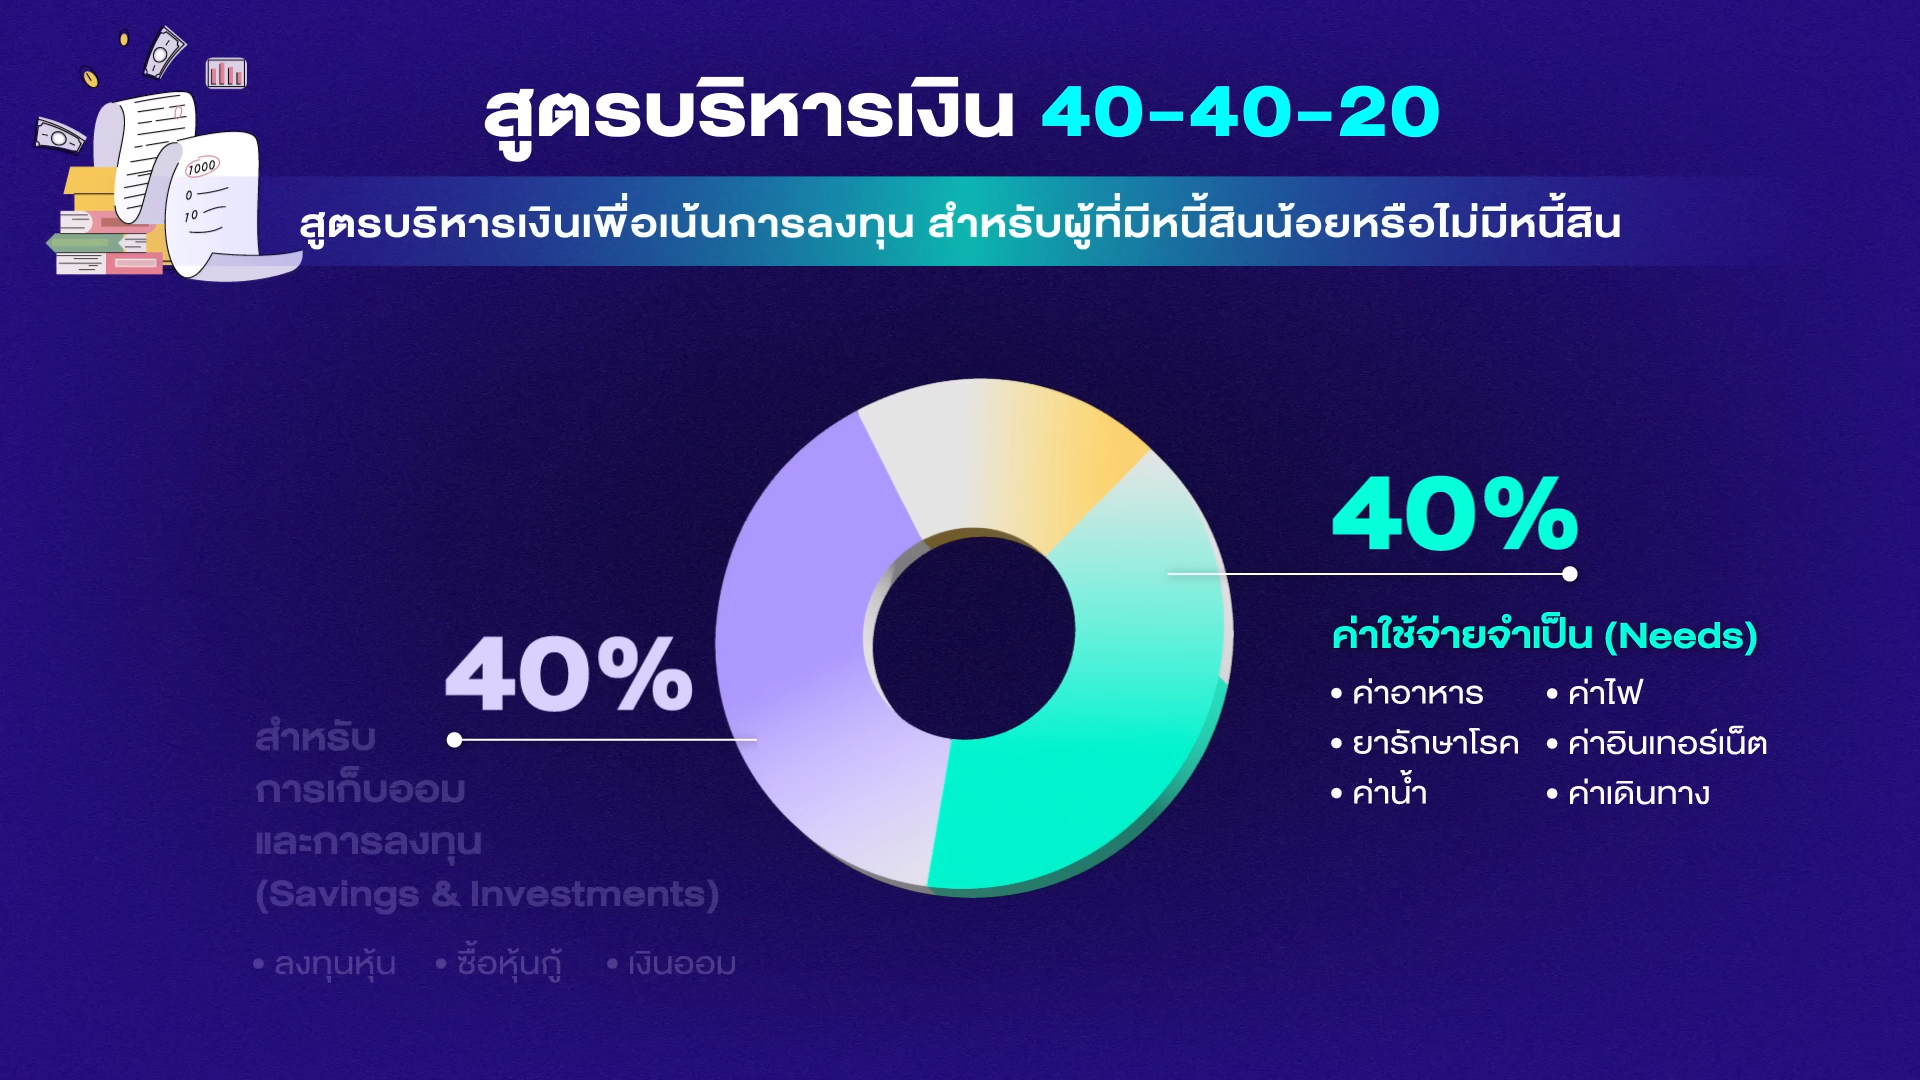 สูตรบริหารเงิน 40-40-20
สูตรบริหารเงินเพื่อเน้นการลงทุน สำหรับผู้ที่มีหนี้สินน้อยหรือไม่มีหนี้สิน
1000
0
10
40%
ค่าใช้จ่ายจำเป็น (Needs)
• ค่าอาหาร • ค่าไฟ
• ยารักษาโรค • ค่าอินเทอร์เน็ต
• ค่าน้ำ • ค่าเดินทาง
40%
สำหรับ
การเก็บออม
และการลงทุน
(Savings & Investments)
• ลงทุนหุ้น • ซื้อหุ้นกู้ • เงินออม